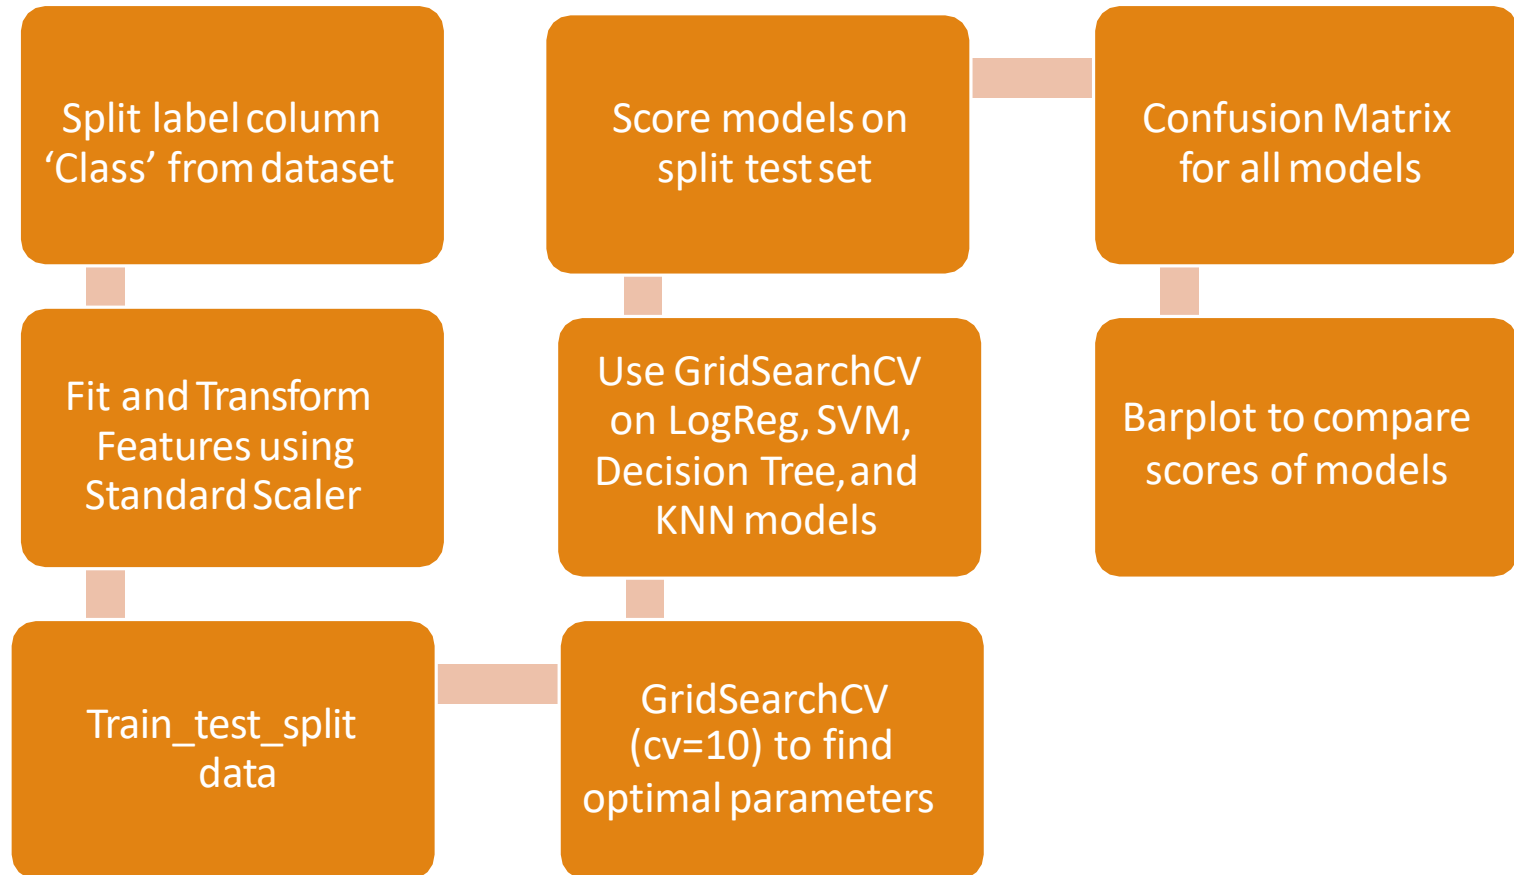 Split label column
‘Class’ from dataset
Fit and Transform
Features using
Standard Scaler
Train_test_split
data
GridSearchCV
(cv=10) to find
optimal parameters
Use GridSearchCV
on LogReg, SVM,
Decision Tree, and
KNN models
Score models on
split test set
Confusion Matrix
for all models
Barplot to compare
scores of models